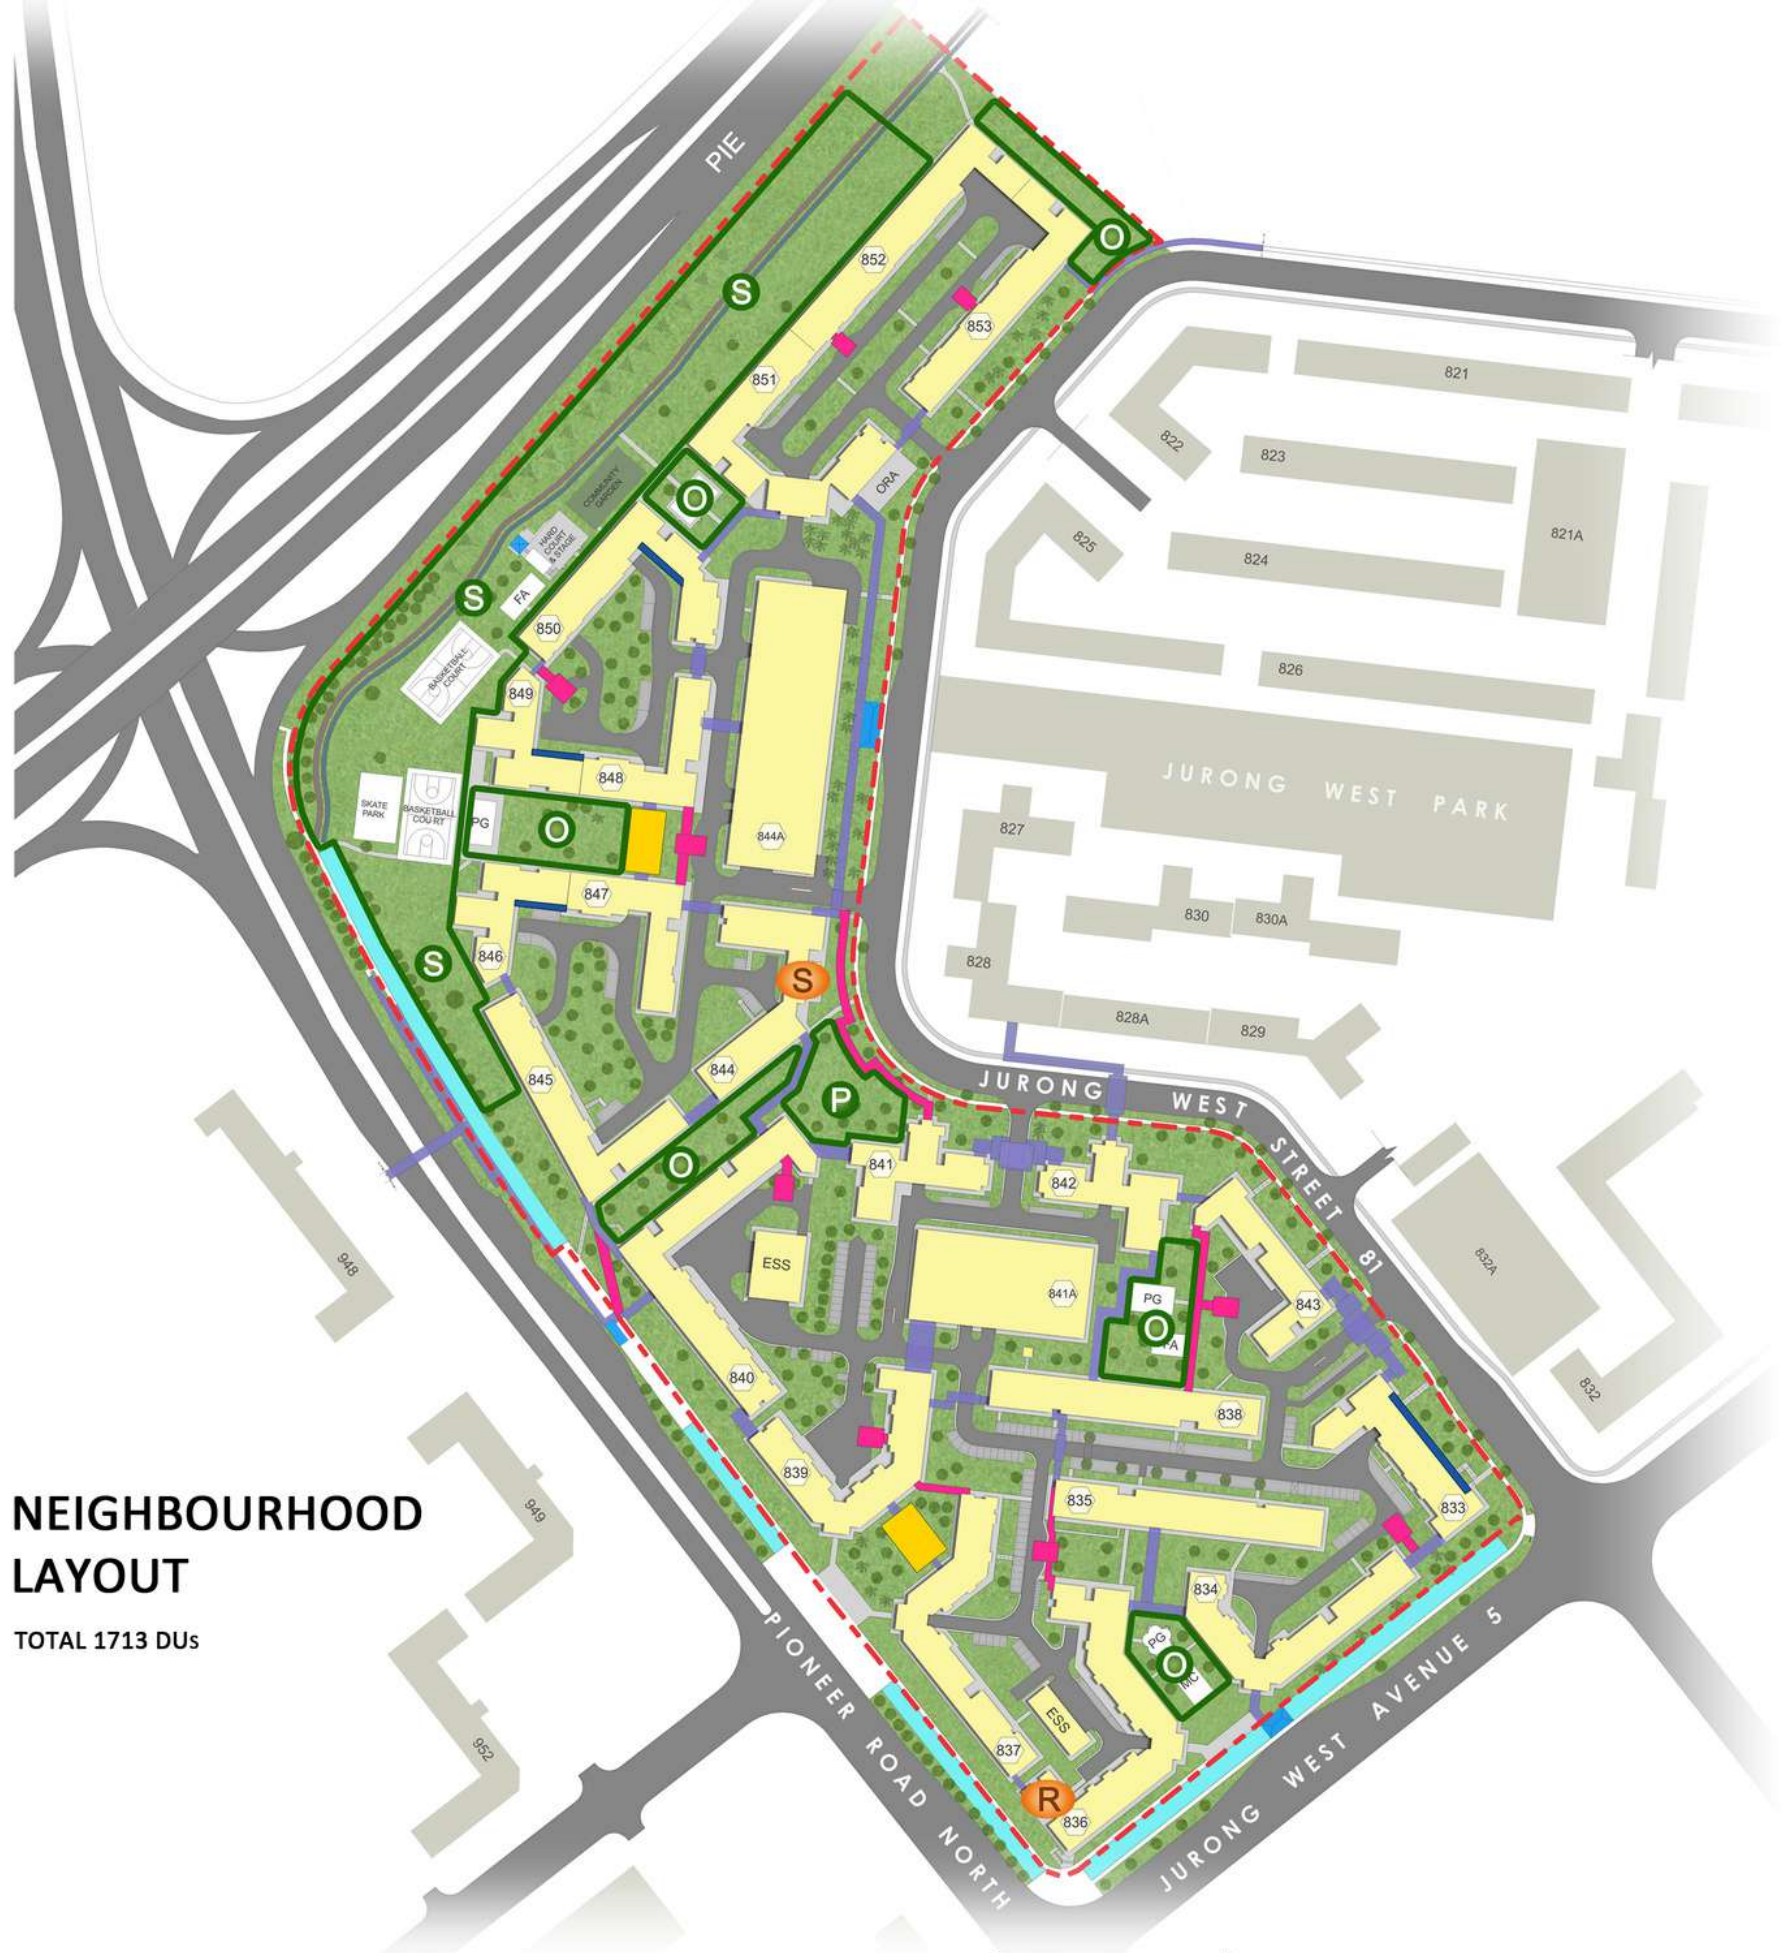 PIE
O
852
S
853
821
851
822
823
ORA
O
COMMUNITY
GARDEN
821A
HARD
COURT
& STAGE
825
824
S
FA
850
BASKETBALL
COURT
826
849
JURONG WEST PARK
848
SKATE
PARK
BASKETBALL
COURT
PG
O
844A
827
847
830
830A
846
S
828
S
828A
829
844
845
JURONG WEST STREET 81
P
O
841
842
948
ESS
832A
841A
PG
843
O
FA
840
832
838
839
835
833
949
NEIGHBOURHOOD
LAYOUT
834
TOTAL 1713 DUs
PG
O
MC
ESS
837
952
R
836
PIONEER ROAD NORTH
JURONG WEST AVENUE 5